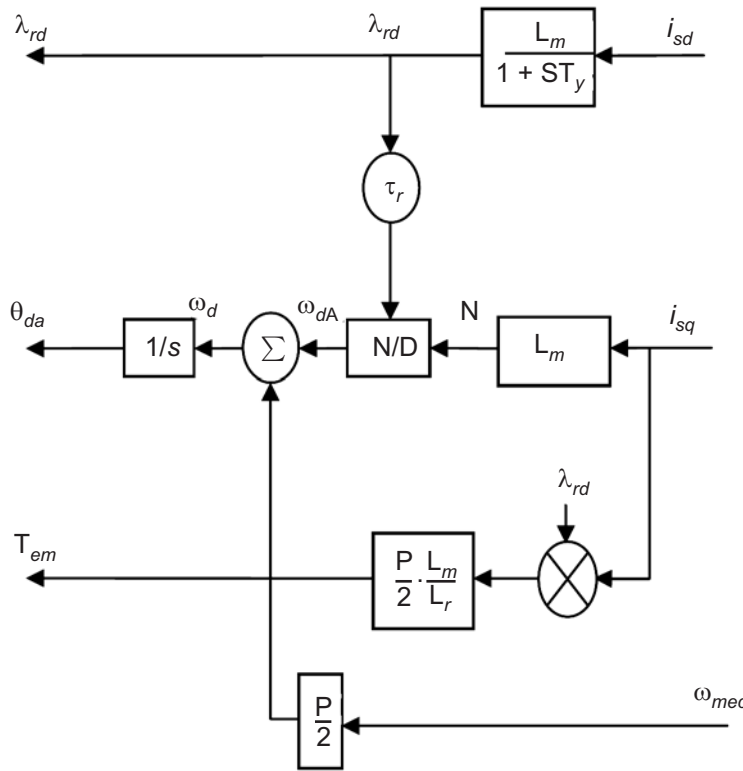 λrd λrd Lm isd
1 + STy
τr
θda ωd ωdA N isq
1/s Σ N/D Lm
λrd
Tem P/2 · Lm/Lr
ωmec
P/2